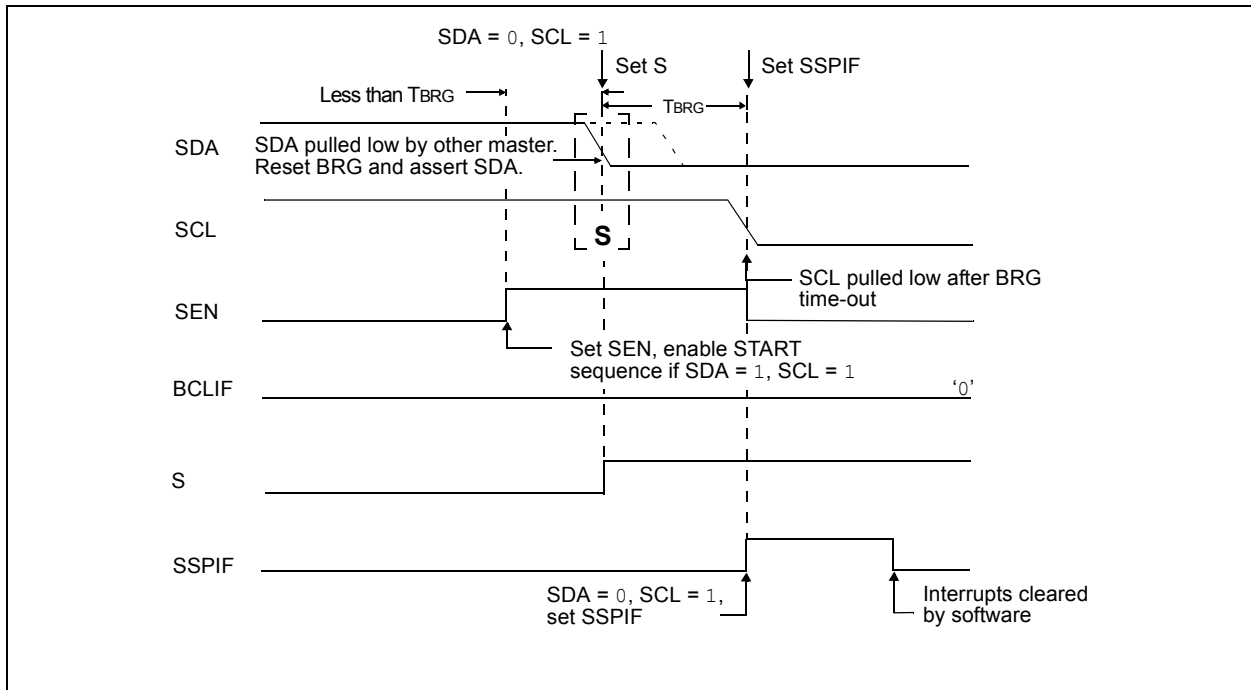 SDA = 0, SCL = 1
Set S
Set SSPIF
Less than TBRG
TBRG
SDA
SDA pulled low by other master.
Reset BRG and assert SDA.
SCL
S
SCL pulled low after BRG
time-out
SEN
Set SEN, enable START
sequence if SDA = 1, SCL = 1
BCLIF
‘0’
S
SSPIF
SDA = 0, SCL = 1,
set SSPIF
Interrupts cleared
by software